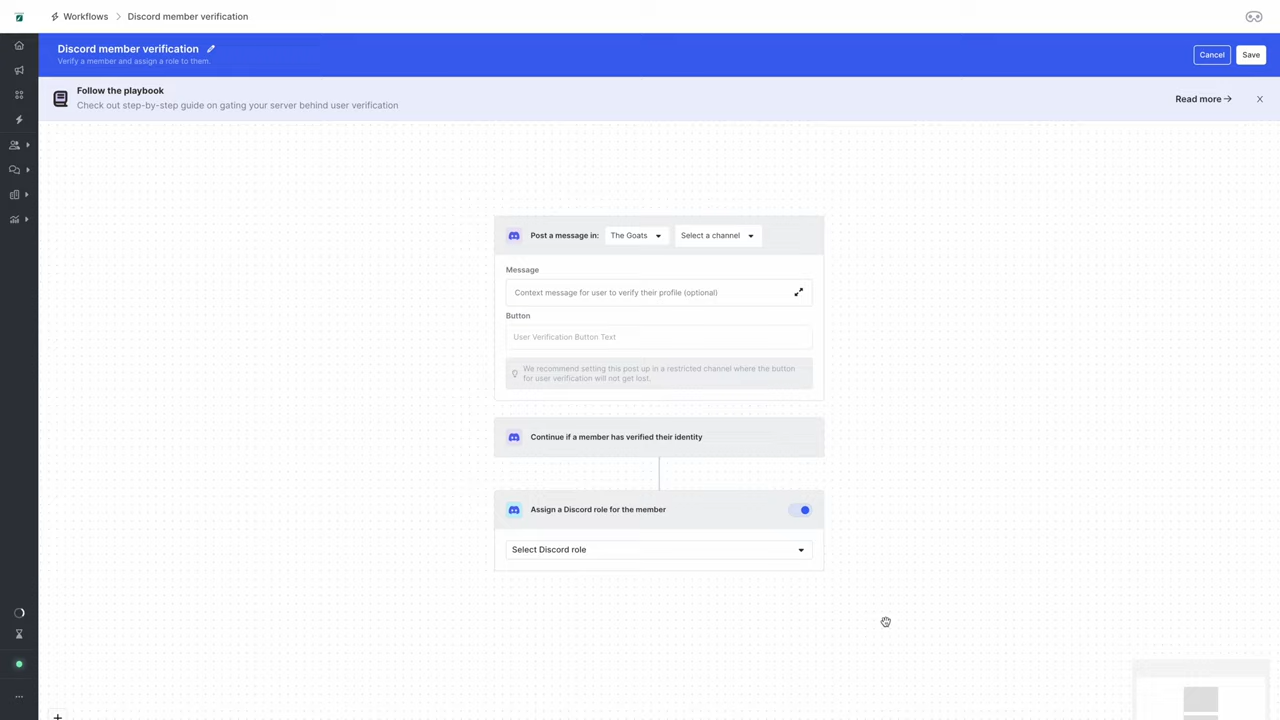 Workflows > Discord member verification
Discord member verification
Verify a member and assign a role to them.
Cancel
Save
Follow the playbook
Check out step-by-step guide on gating your server behind user verification
Read more →
X
Post a message in:
The Goats
Select a channel
Message
Context message for user to verify their profile (optional)
Button
User Verification Button Text
We recommend setting this post up in a restricted channel where the button
for user verification will not get lost.
Continue if a member has verified their identity
Assign a Discord role for the member
Select Discord role